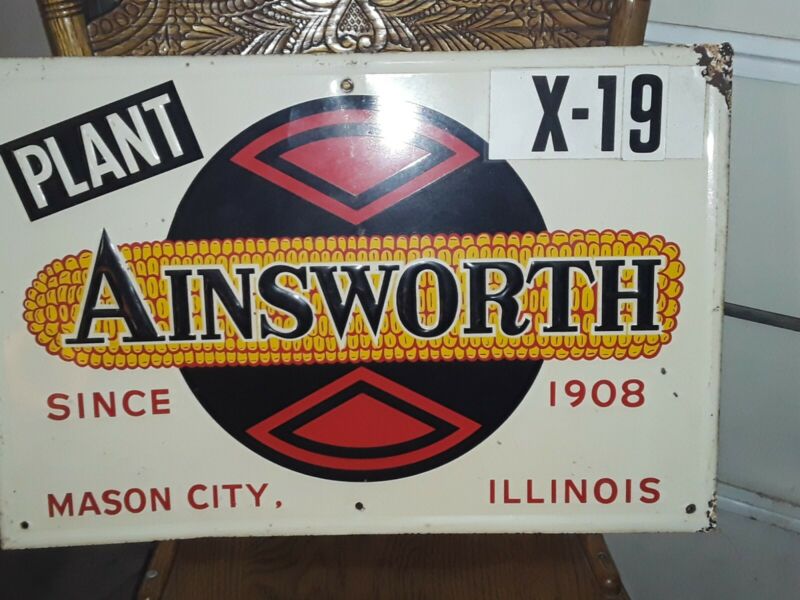 PLANT
X-19
AINSWORTH
SINCE 1908
MASON CITY, ILLINOIS